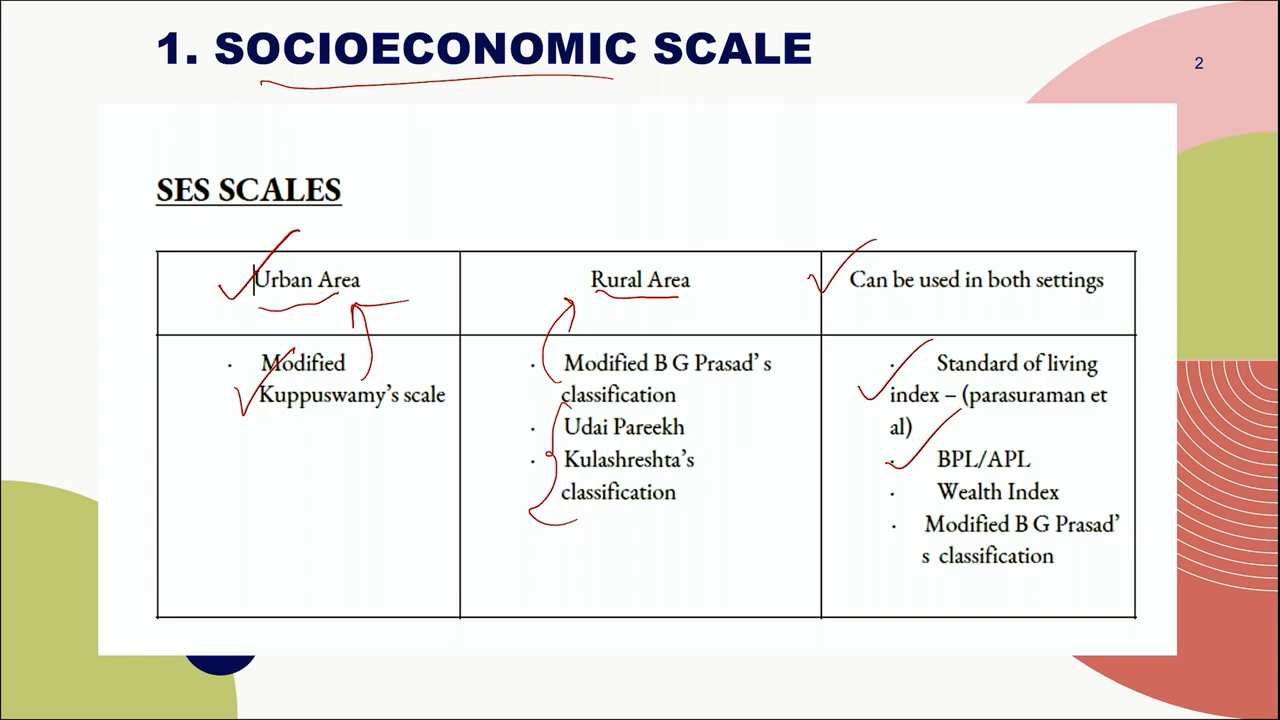 1. SOCIOECONOMIC SCALE
2
SES SCALES
Urban Area
Rural Area
Can be used in both settings
· Modified
Kuppuswamy’s scale
· Modified B G Prasad’ s
classification
· Udai Pareekh
· Kulashreshta’s
classification
· Standard of living
index – (parasuraman et
al)
· BPL/APL
· Wealth Index
· Modified B G Prasad’
s classification